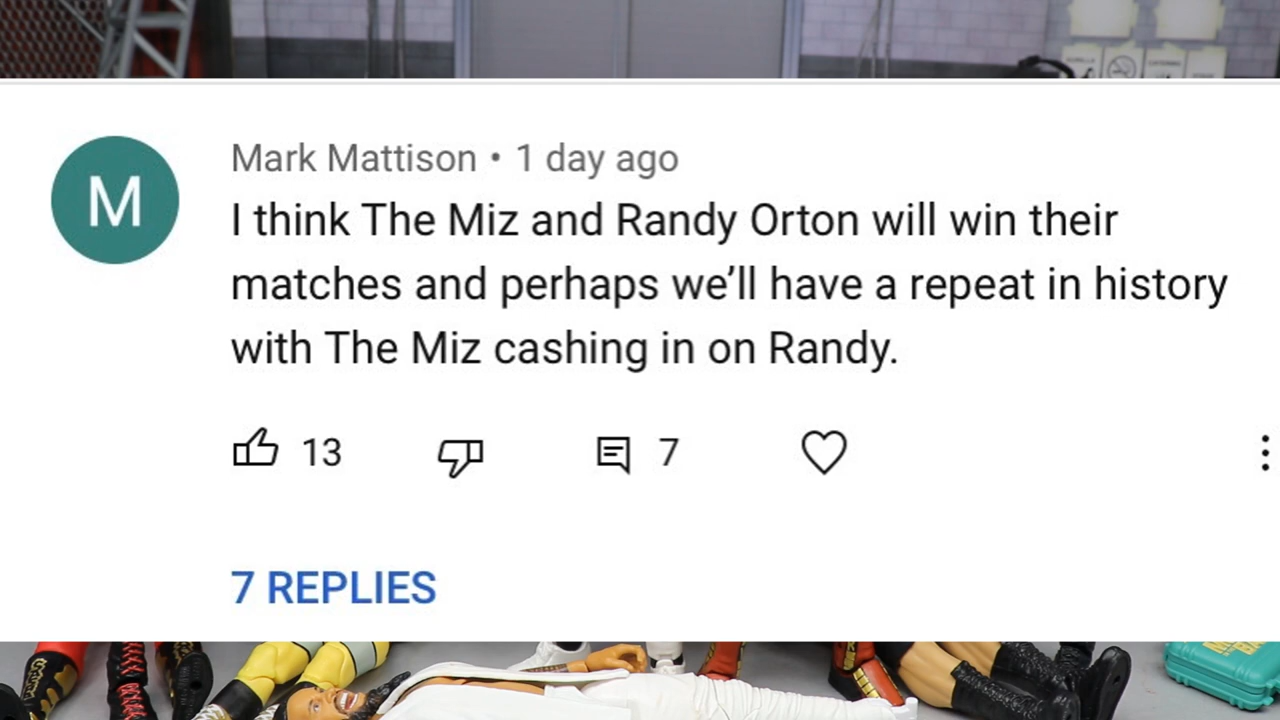 M
Mark Mattison • 1 day ago
I think The Miz and Randy Orton will win their
matches and perhaps we’ll have a repeat in history
with The Miz cashing in on Randy.
13
7
7 REPLIES